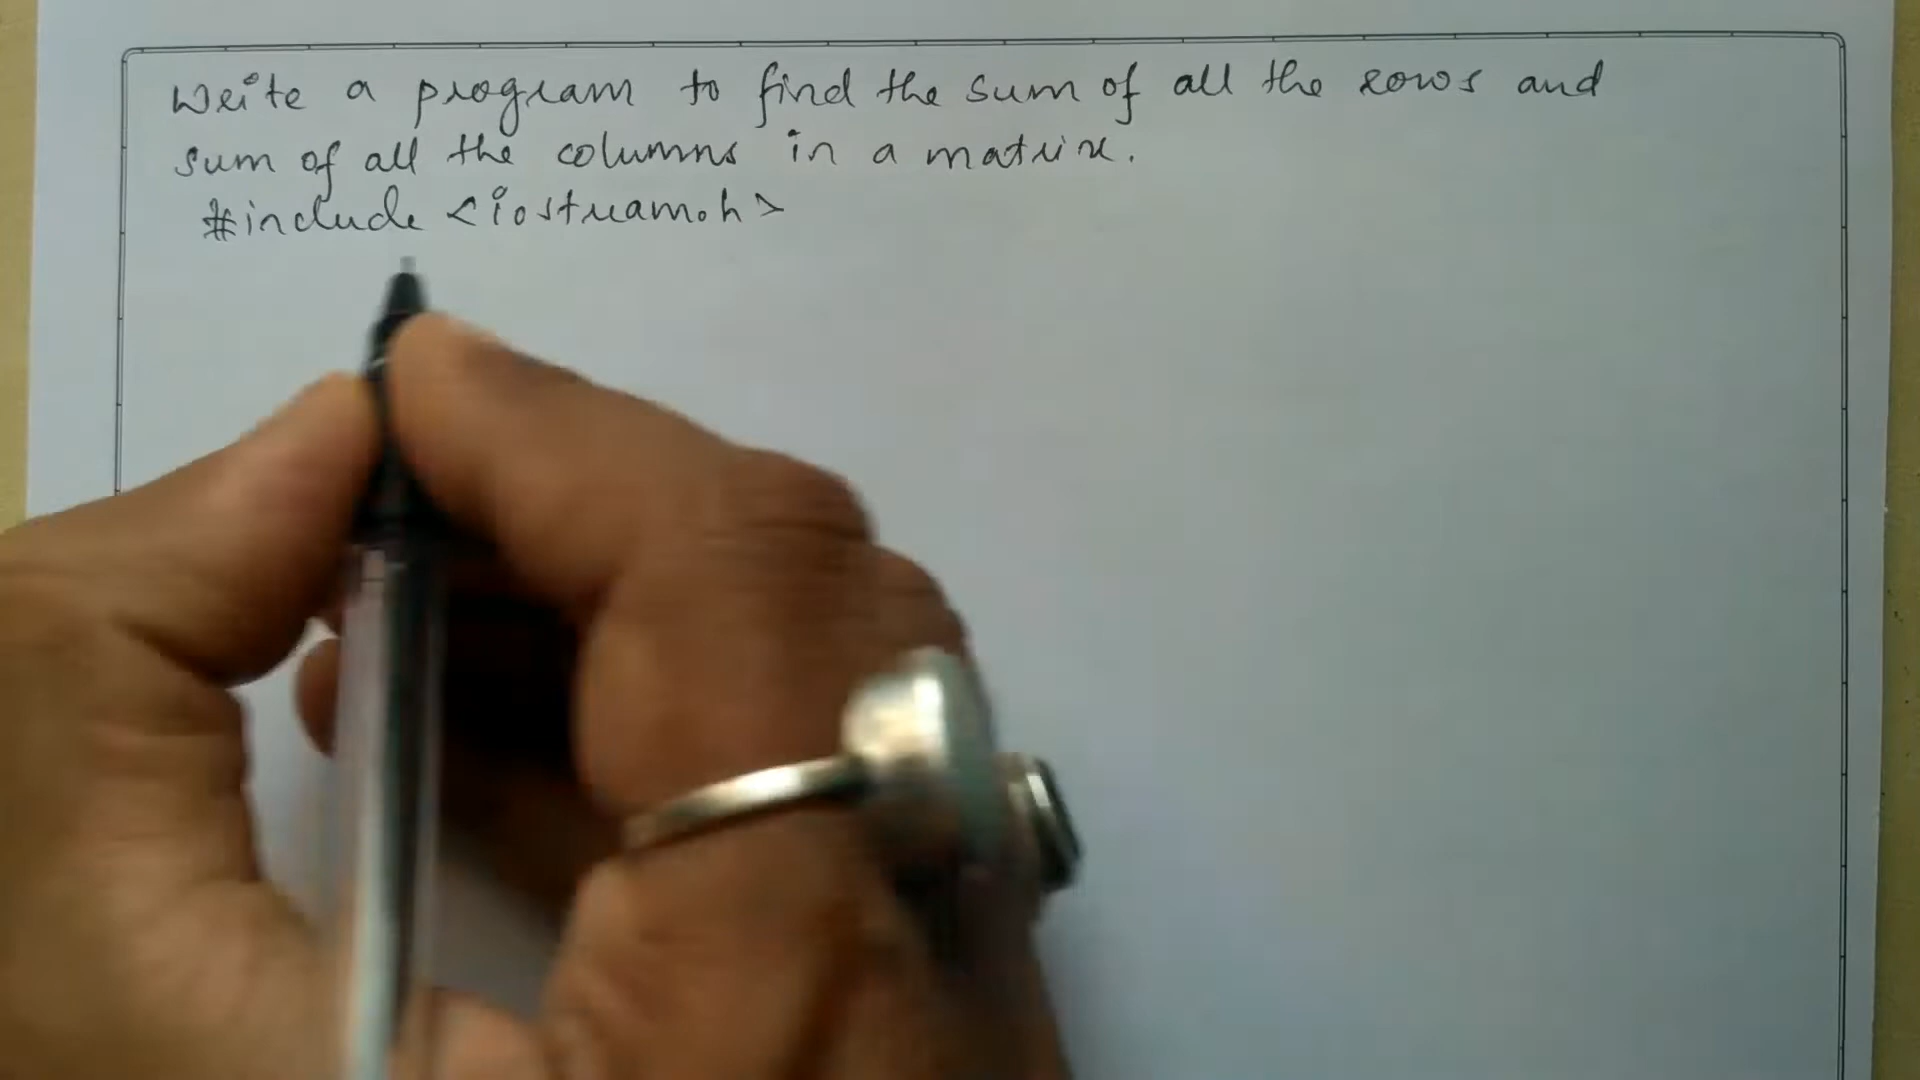 Write a program to find the sum of all the rows and
sum of all the columns in a matrix.
#include <iostream.h>